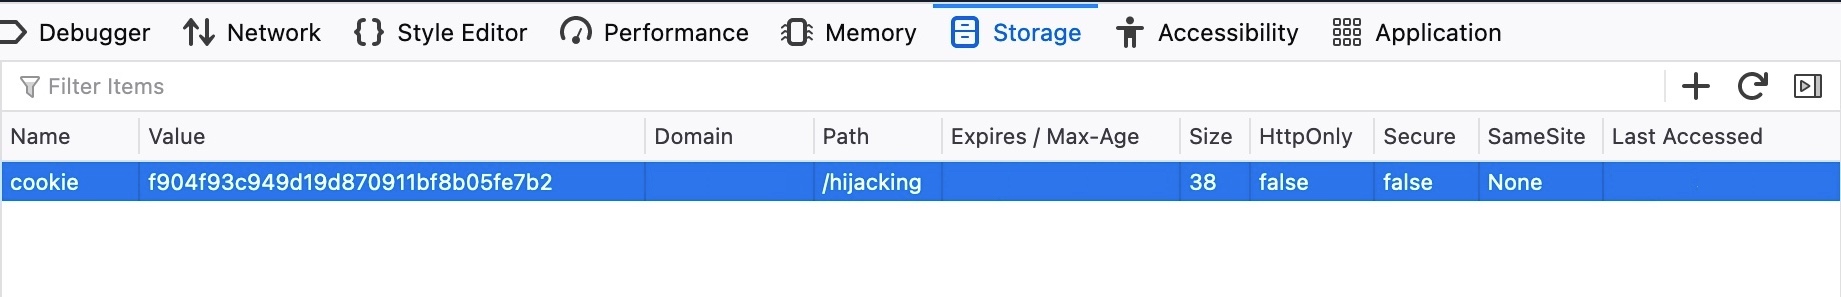 Debugger Network Style Editor Performance Memory Storage Accessibility Application
Filter Items
Name Value Domain Path Expires / Max-Age Size HttpOnly Secure SameSite Last Accessed
cookie f904f93c949d19d870911bf8b05fe7b2 /hijacking 38 false false None